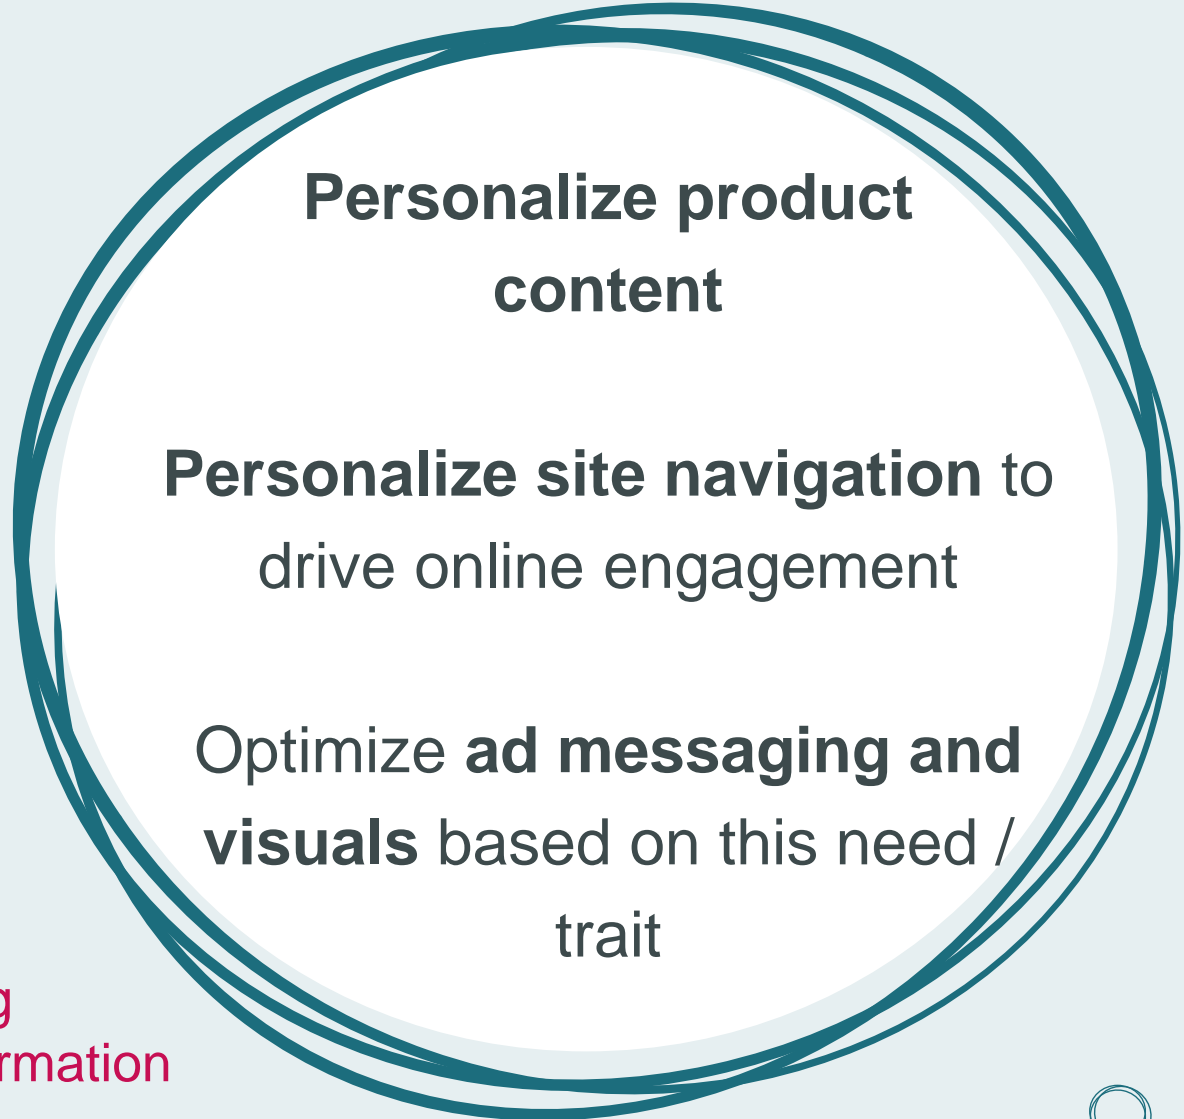 Personalize product
content
Personalize site navigation to
drive online engagement
Optimize ad messaging and
visuals based on this need /
trait